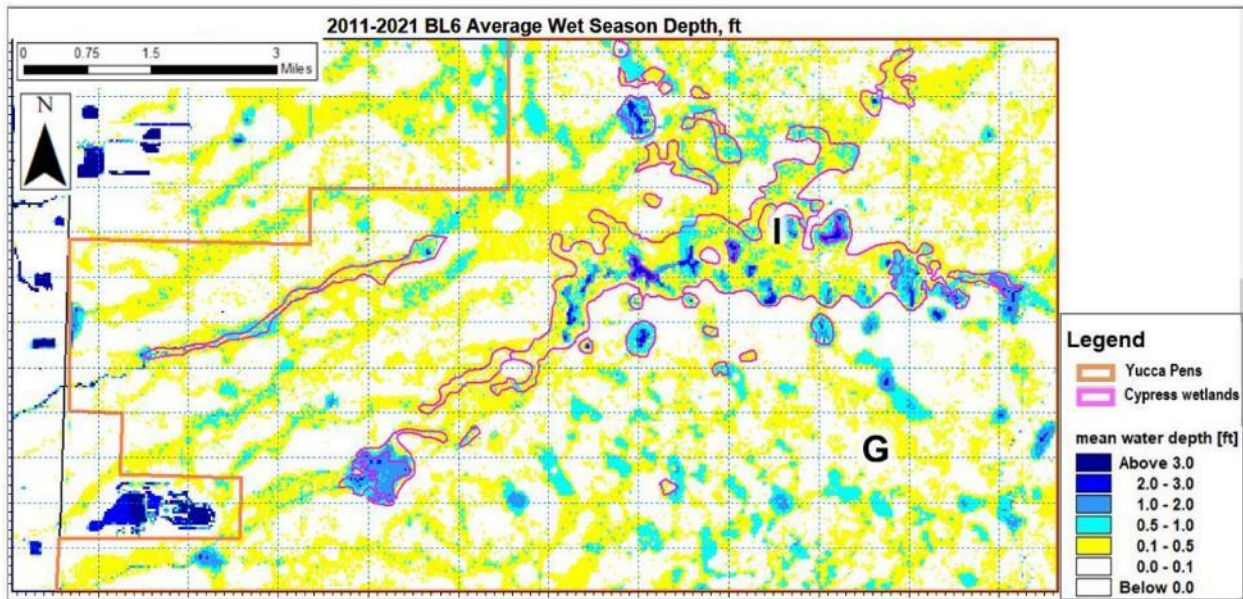 2011-2021 BL6 Average Wet Season Depth, ft
0 0.75 1.5 3
Miles
N
I
G
Legend
Yucca Pens
Cypress wetlands
mean water depth [ft]
Above 3.0
2.0 - 3.0
1.0 - 2.0
0.5 - 1.0
0.1 - 0.5
0.0 - 0.1
Below 0.0